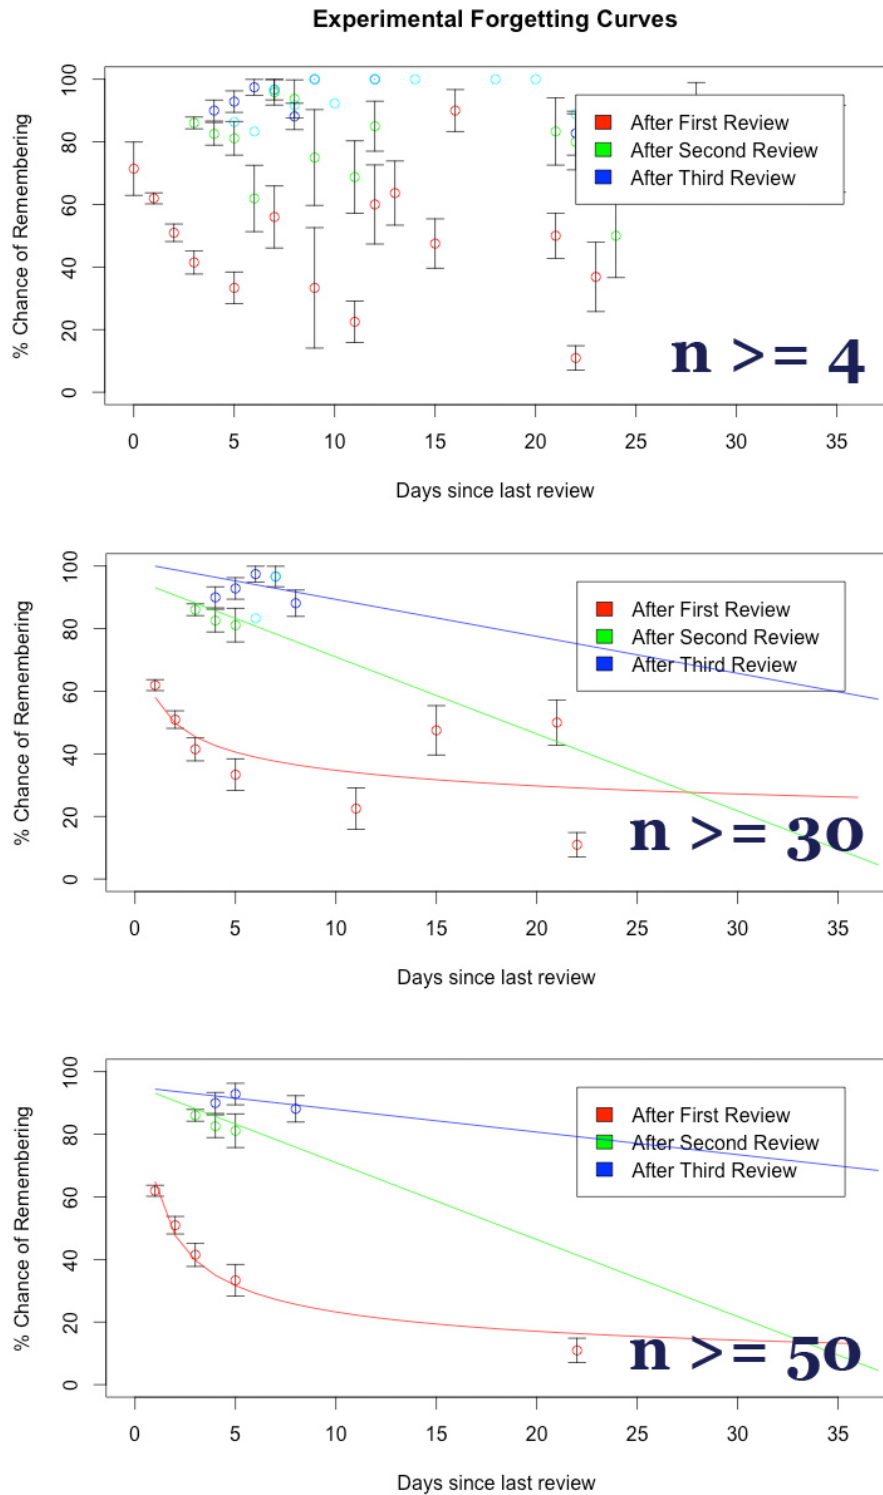 Experimental Forgetting Curves
% Chance of Remembering
100
80
60
40
20
0
After First Review
After Second Review
After Third Review
n >= 4
0 5 10 15 20 25 30 35
Days since last review
% Chance of Remembering
100
80
60
40
20
0
After First Review
After Second Review
After Third Review
n >= 30
0 5 10 15 20 25 30 35
Days since last review
% Chance of Remembering
100
80
60
40
20
0
After First Review
After Second Review
After Third Review
n >= 50
0 5 10 15 20 25 30 35
Days since last review